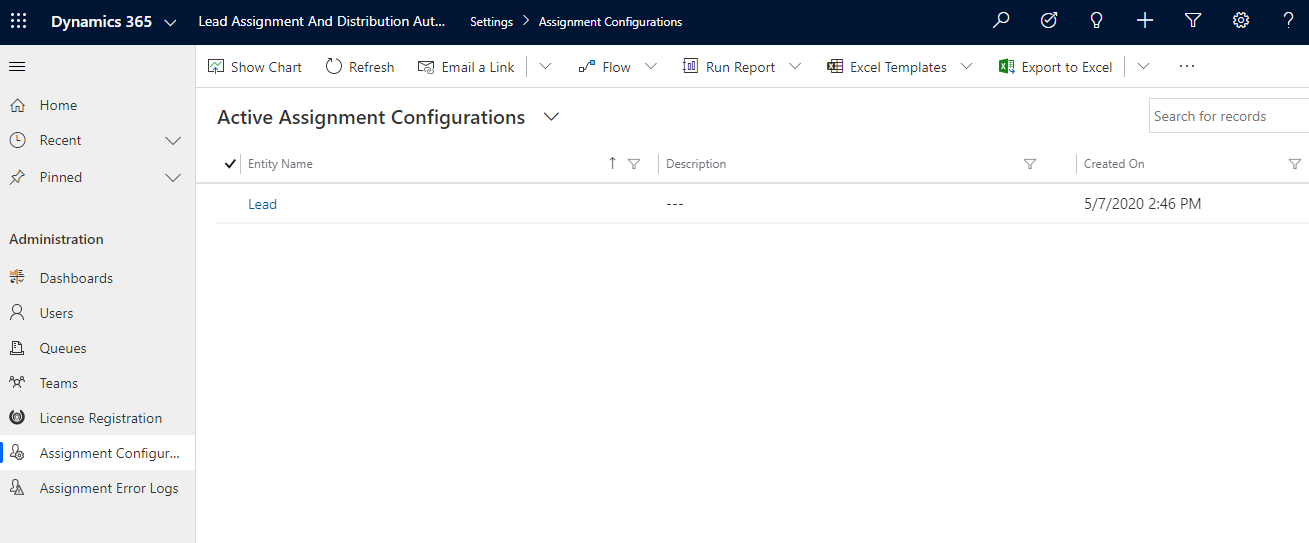 Dynamics 365 Lead Assignment And Distribution Aut... Settings > Assignment Configurations ?
Show Chart Refresh Email a Link Flow Run Report Excel Templates Export to Excel ...
Home
Recent
Pinned
Administration
Dashboards
Users
Queues
Teams
License Registration
Assignment Configur...
Assignment Error Logs
Active Assignment Configurations
Search for records
Entity Name Description Created On
Lead --- 5/7/2020 2:46 PM